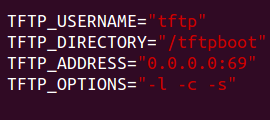 TFTP_USERNAME="tftp"
TFTP_DIRECTORY="/tftpboot"
TFTP_ADDRESS="0.0.0.0:69"
TFTP_OPTIONS="-l -c -s"